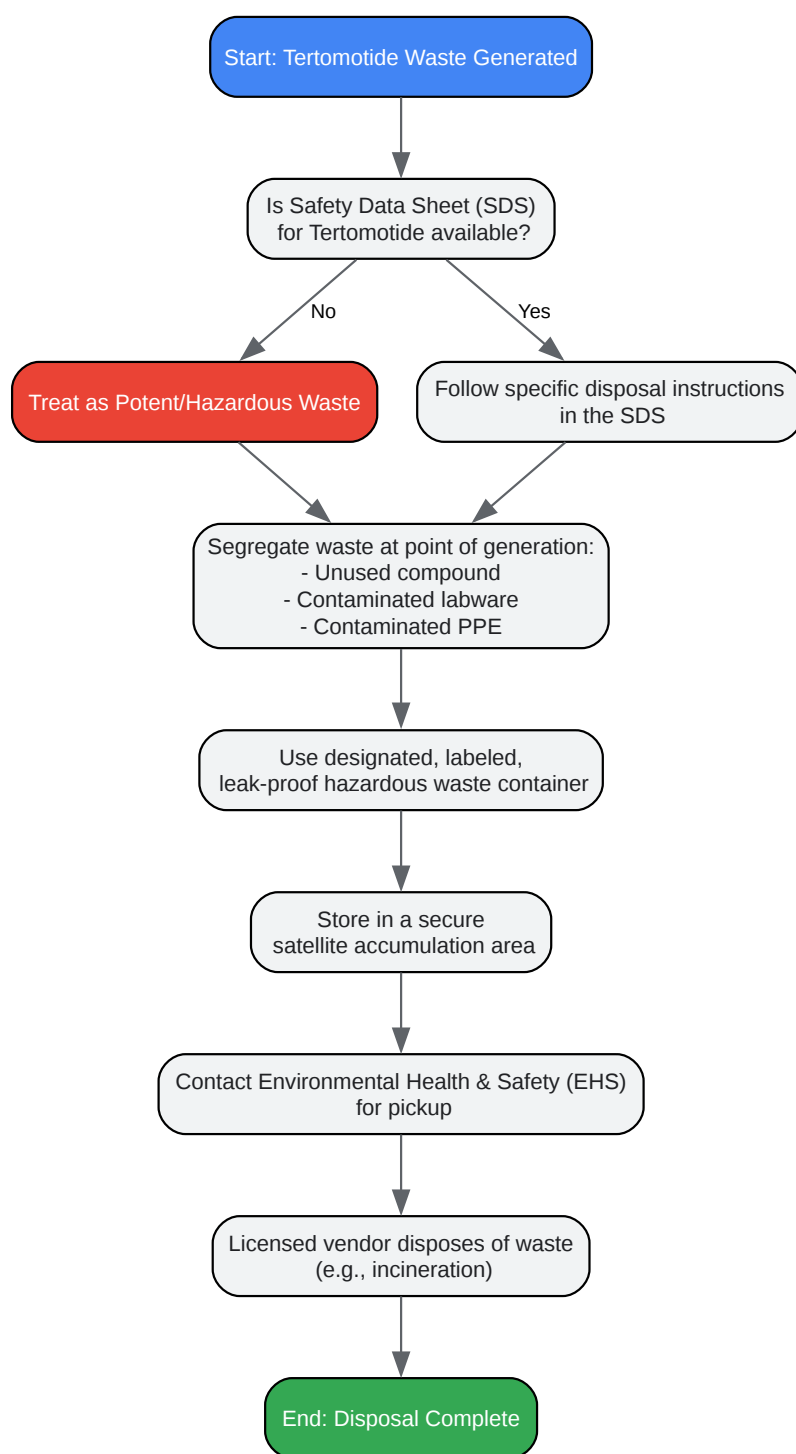 Start: Tertomotide Waste Generated
Is Safety Data Sheet (SDS)
for Tertomotide available?
No
Yes
Treat as Potent/Hazardous Waste
Follow specific disposal instructions
in the SDS
Segregate waste at point of generation:
- Unused compound
- Contaminated labware
- Contaminated PPE
Use designated, labeled,
leak-proof hazardous waste container
Store in a secure
satellite accumulation area
Contact Environmental Health & Safety (EHS)
for pickup
Licensed vendor disposes of waste
(e.g., incineration)
End: Disposal Complete